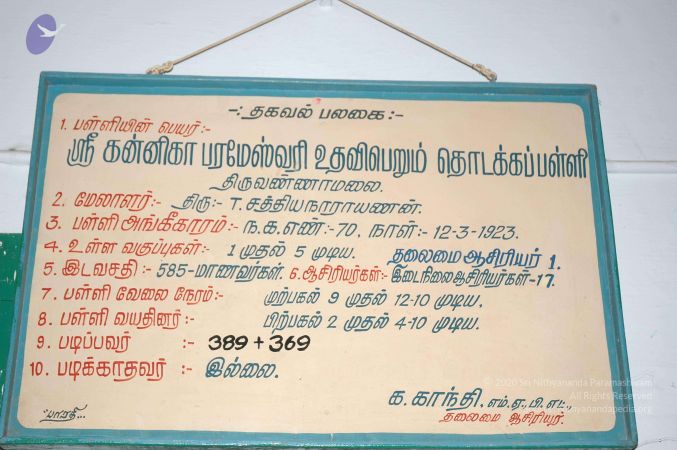 -: தகவல் பலகை:-
1. பள்ளியின் பெயர்:-
ஸ்ரீ கன்னிகா பரமேஸ்வரி உதவிபெறும் தொடக்கப்பள்ளி
திருவண்ணாமலை.
2. மேலாளர்:- திரு:- T. சத்தியநாராயணன்.
3. பள்ளி அங்கீகாரம்:- ந.க.எண்:-70, நாள்:- 12-3-1923.
4. உள்ள வகுப்புகள்:- 1 முதல் 5 முடிய. தலைமை ஆசிரியர் 1.
5. இடவசதி:- 585-மாணவர்கள். 6. ஆசிரியர்கள்:- இடைநிலைஆசிரியர்கள்-17.
7. பள்ளி வேலை நேரம்:- முற்பகல் 9 முதல் 12-10 முடிய.
8. பள்ளி வயதினர்:- பிற்பகல் 2 முதல் 4-10 முடிய.
9. படிப்பவர் :- 389 + 369
10. படிக்காதவர் :- இல்லை.
க. காந்தி, எம்.ஏ., பி.எட்.,
தலைமை ஆசிரியர்.
பாரதி...
© 2020 Sri Nithyananda Paramashivam
All Rights Reserved
nyanandapedia.org